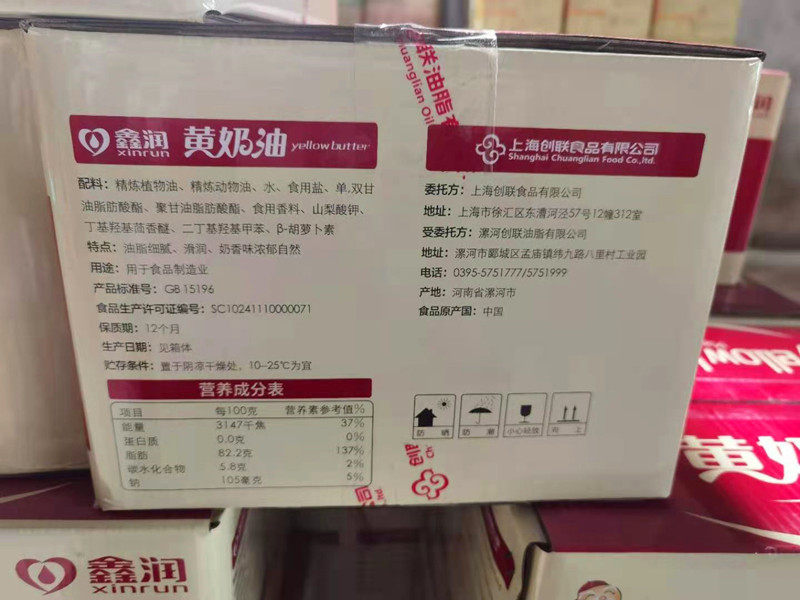 联油脂有
uanglian Oil
鑫润 黄奶油 yellow butter
xinrun
配料：精炼植物油、精炼动物油、水、食用盐、单,双甘
油脂肪酸酯、聚甘油脂肪酸酯、食用香料、山梨酸钾、
丁基羟基茴香醚、二丁基羟基甲苯、β-胡萝卜素
特点：油脂细腻、滑润、奶香味浓郁自然
用途：用于食品制造业
产品标准号：GB 15196
食品生产许可证编号：SC10241110000071
保质期：12个月
生产日期：见箱体
贮存条件：置于阴凉干燥处，10-25℃为宜
营养成分表
项目 每100克 营养素参考值%
能量 3147千焦 37%
蛋白质 0.0克 0%
脂肪 82.2克 137%
碳水化合物 5.8克 2%
钠 105毫克 5%
上海创联食品有限公司
Shanghai Chuanglian Food Co.,ltd.
委托方：上海创联食品有限公司
地址：上海市徐汇区东漕河泾57号12幢312室
受委托方：漯河创联油脂有限公司
地址：漯河市郾城区孟庙镇纬九路八里村工业园
电话：0395-5751777/5751999
产地：河南省漯河市
食品原产国：中国
防晒 防潮 小心轻放 向上
润
yellow
黄奶
鑫润
xinrun